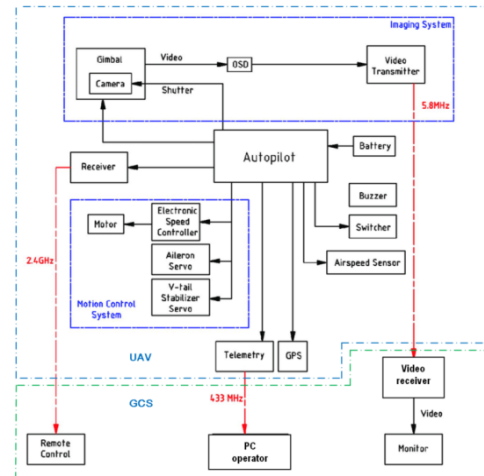 Imaging System
Gimbal
Video
OSD
Video
Transmitter
Camera
Shutter
5.8MHz
Autopilot
Battery
Receiver
Buzzer
Motor
Electronic
Speed
Controller
Switcher
2.4GHz
Aileron
Servo
Airspeed Sensor
V-tail
Stabilizer
Servo
Motion Control
System
UAV
Telemetry
GPS
Video
receiver
GCS
433 MHz
Video
Remote
Control
PC
operator
Monitor